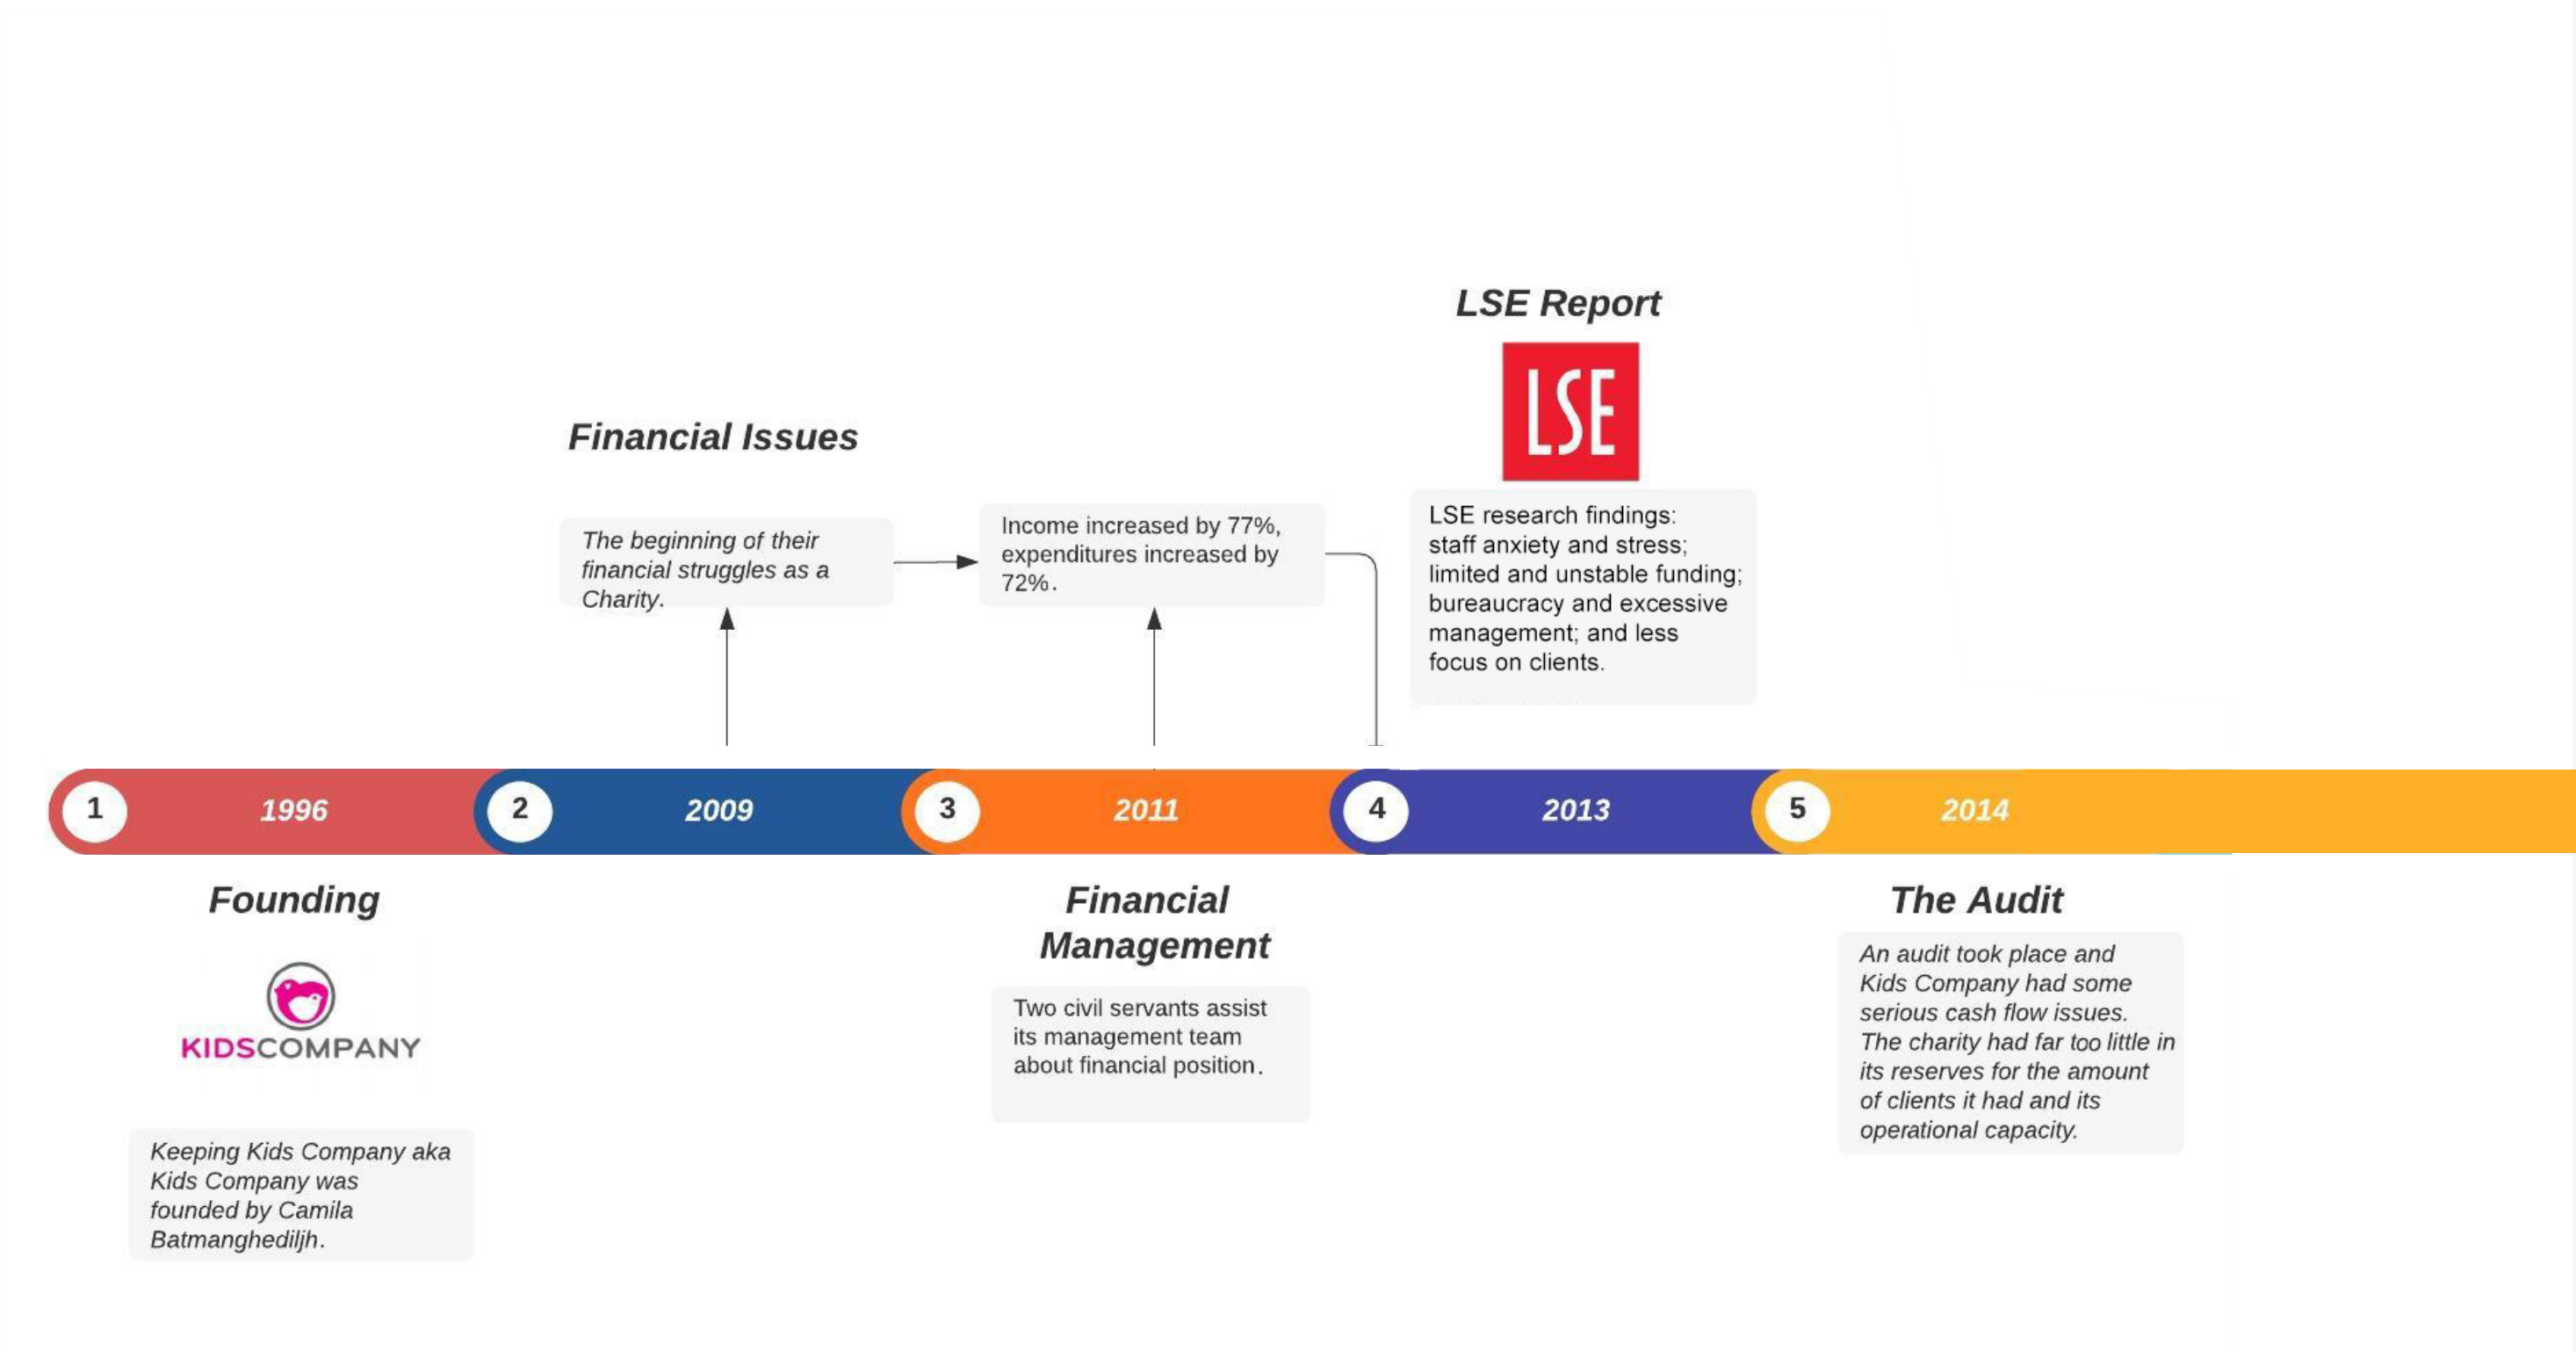 LSE Report
LSE
Financial Issues
The beginning of their
financial struggles as a
Charity.
Income increased by 77%,
expenditures increased by
72%.
LSE research findings:
staff anxiety and stress;
limited and unstable funding;
bureaucracy and excessive
management; and less
focus on clients.
1
1996
2
2009
3
2011
4
2013
5
2014
Founding
KIDSCOMPANY
Keeping Kids Company aka
Kids Company was
founded by Camila
Batmanghediljh.
Financial
Management
Two civil servants assist
its management team
about financial position.
The Audit
An audit took place and
Kids Company had some
serious cash flow issues.
The charity had far too little in
its reserves for the amount
of clients it had and its
operational capacity.